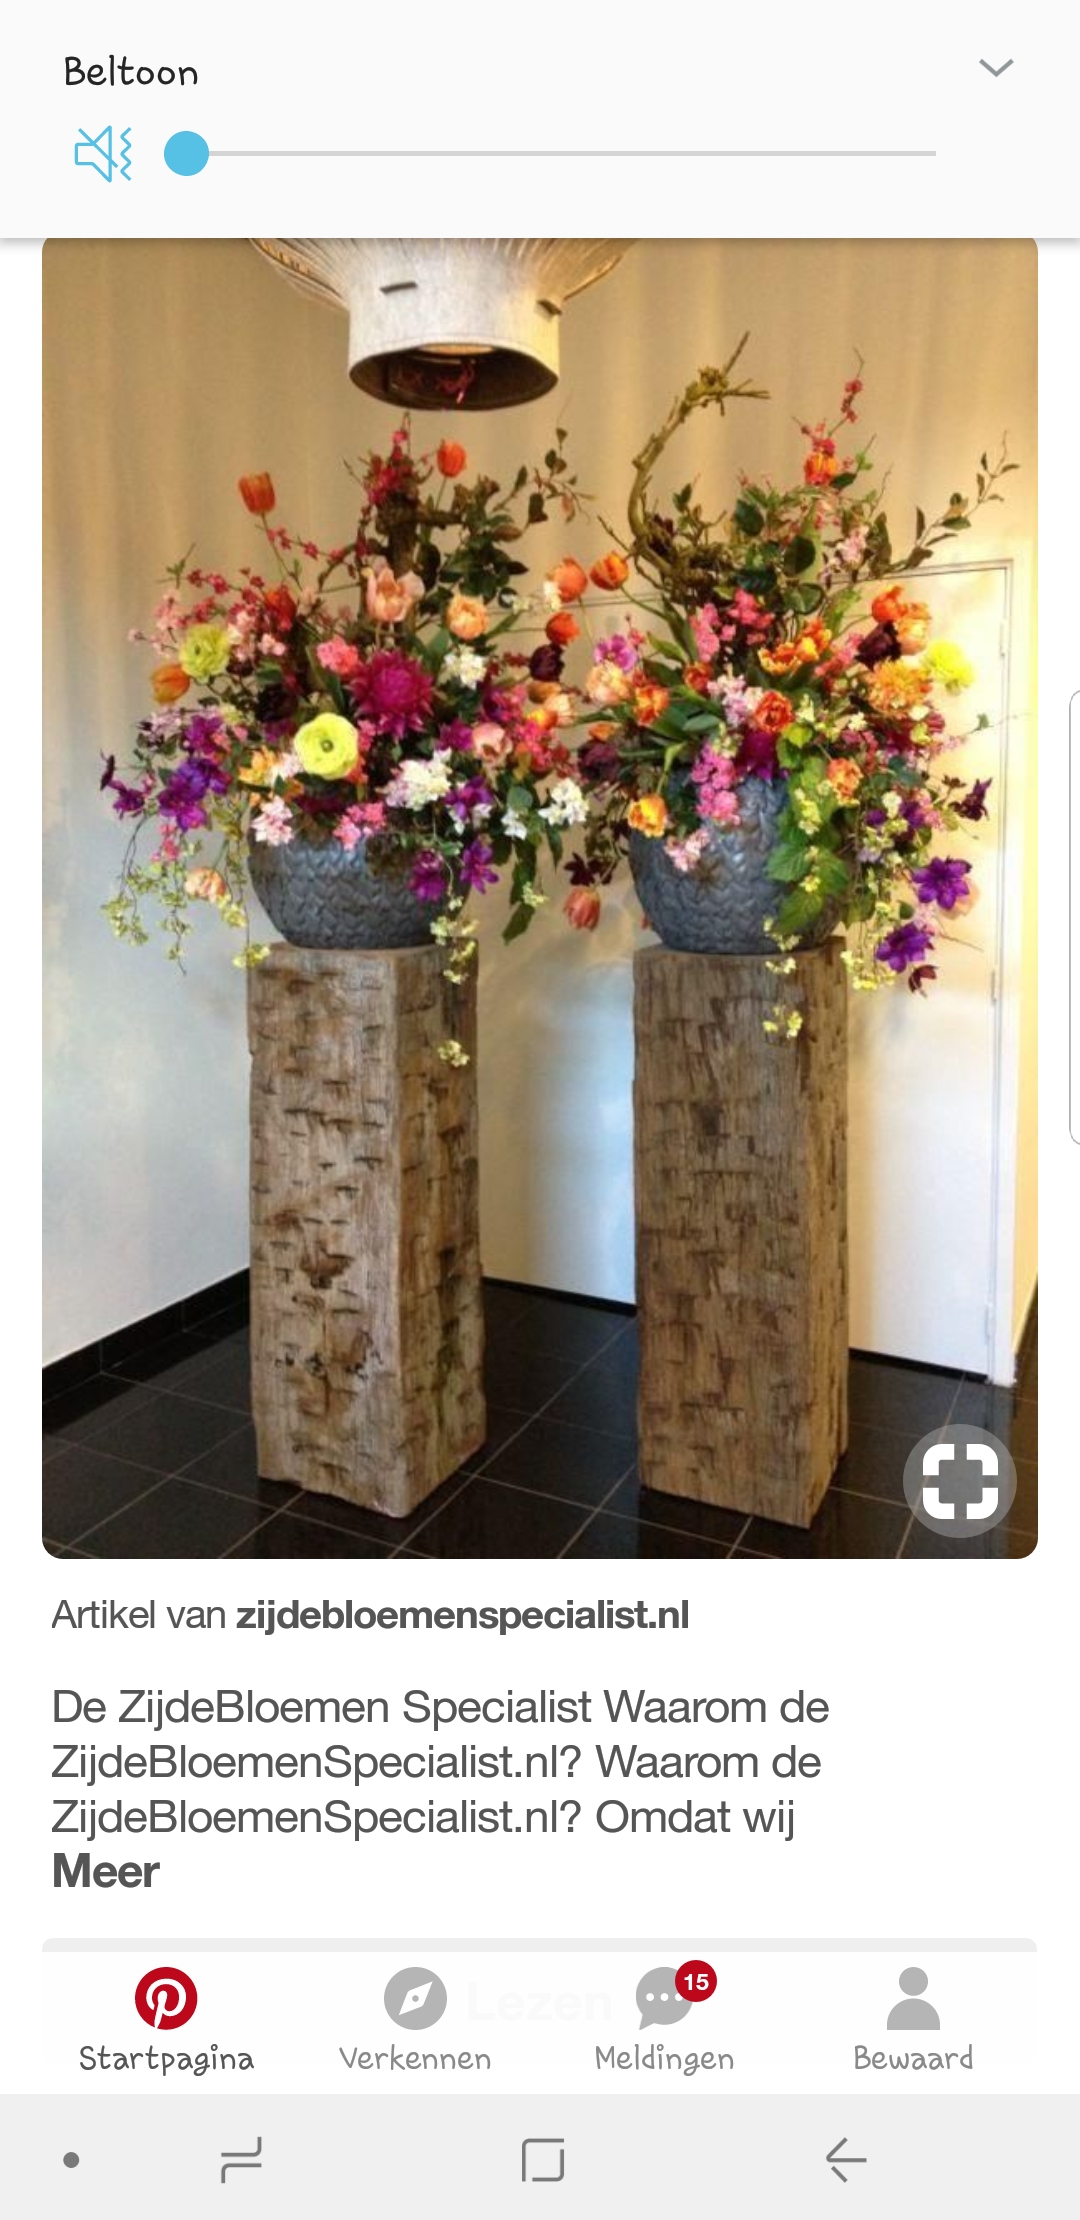 Beltoon
Artikel van zijdebloemenspecialist.nl
De ZijdeBloemen Specialist Waarom de
ZijdeBloemenSpecialist.nl? Waarom de
ZijdeBloemenSpecialist.nl? Omdat wij
Meer
Lezen
15
Startpagina Verkennen Meldingen Bewaard